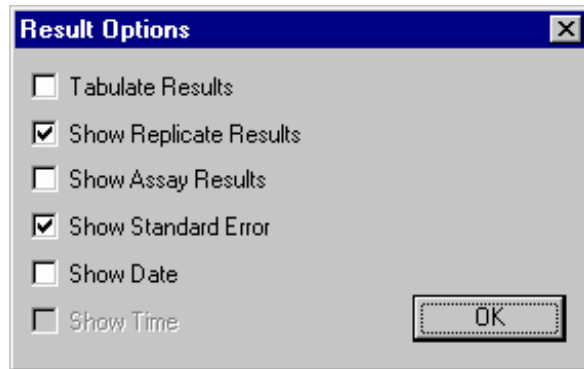 Result Options
Tabulate Results
Show Replicate Results
Show Assay Results
Show Standard Error
Show Date
Show Time
OK